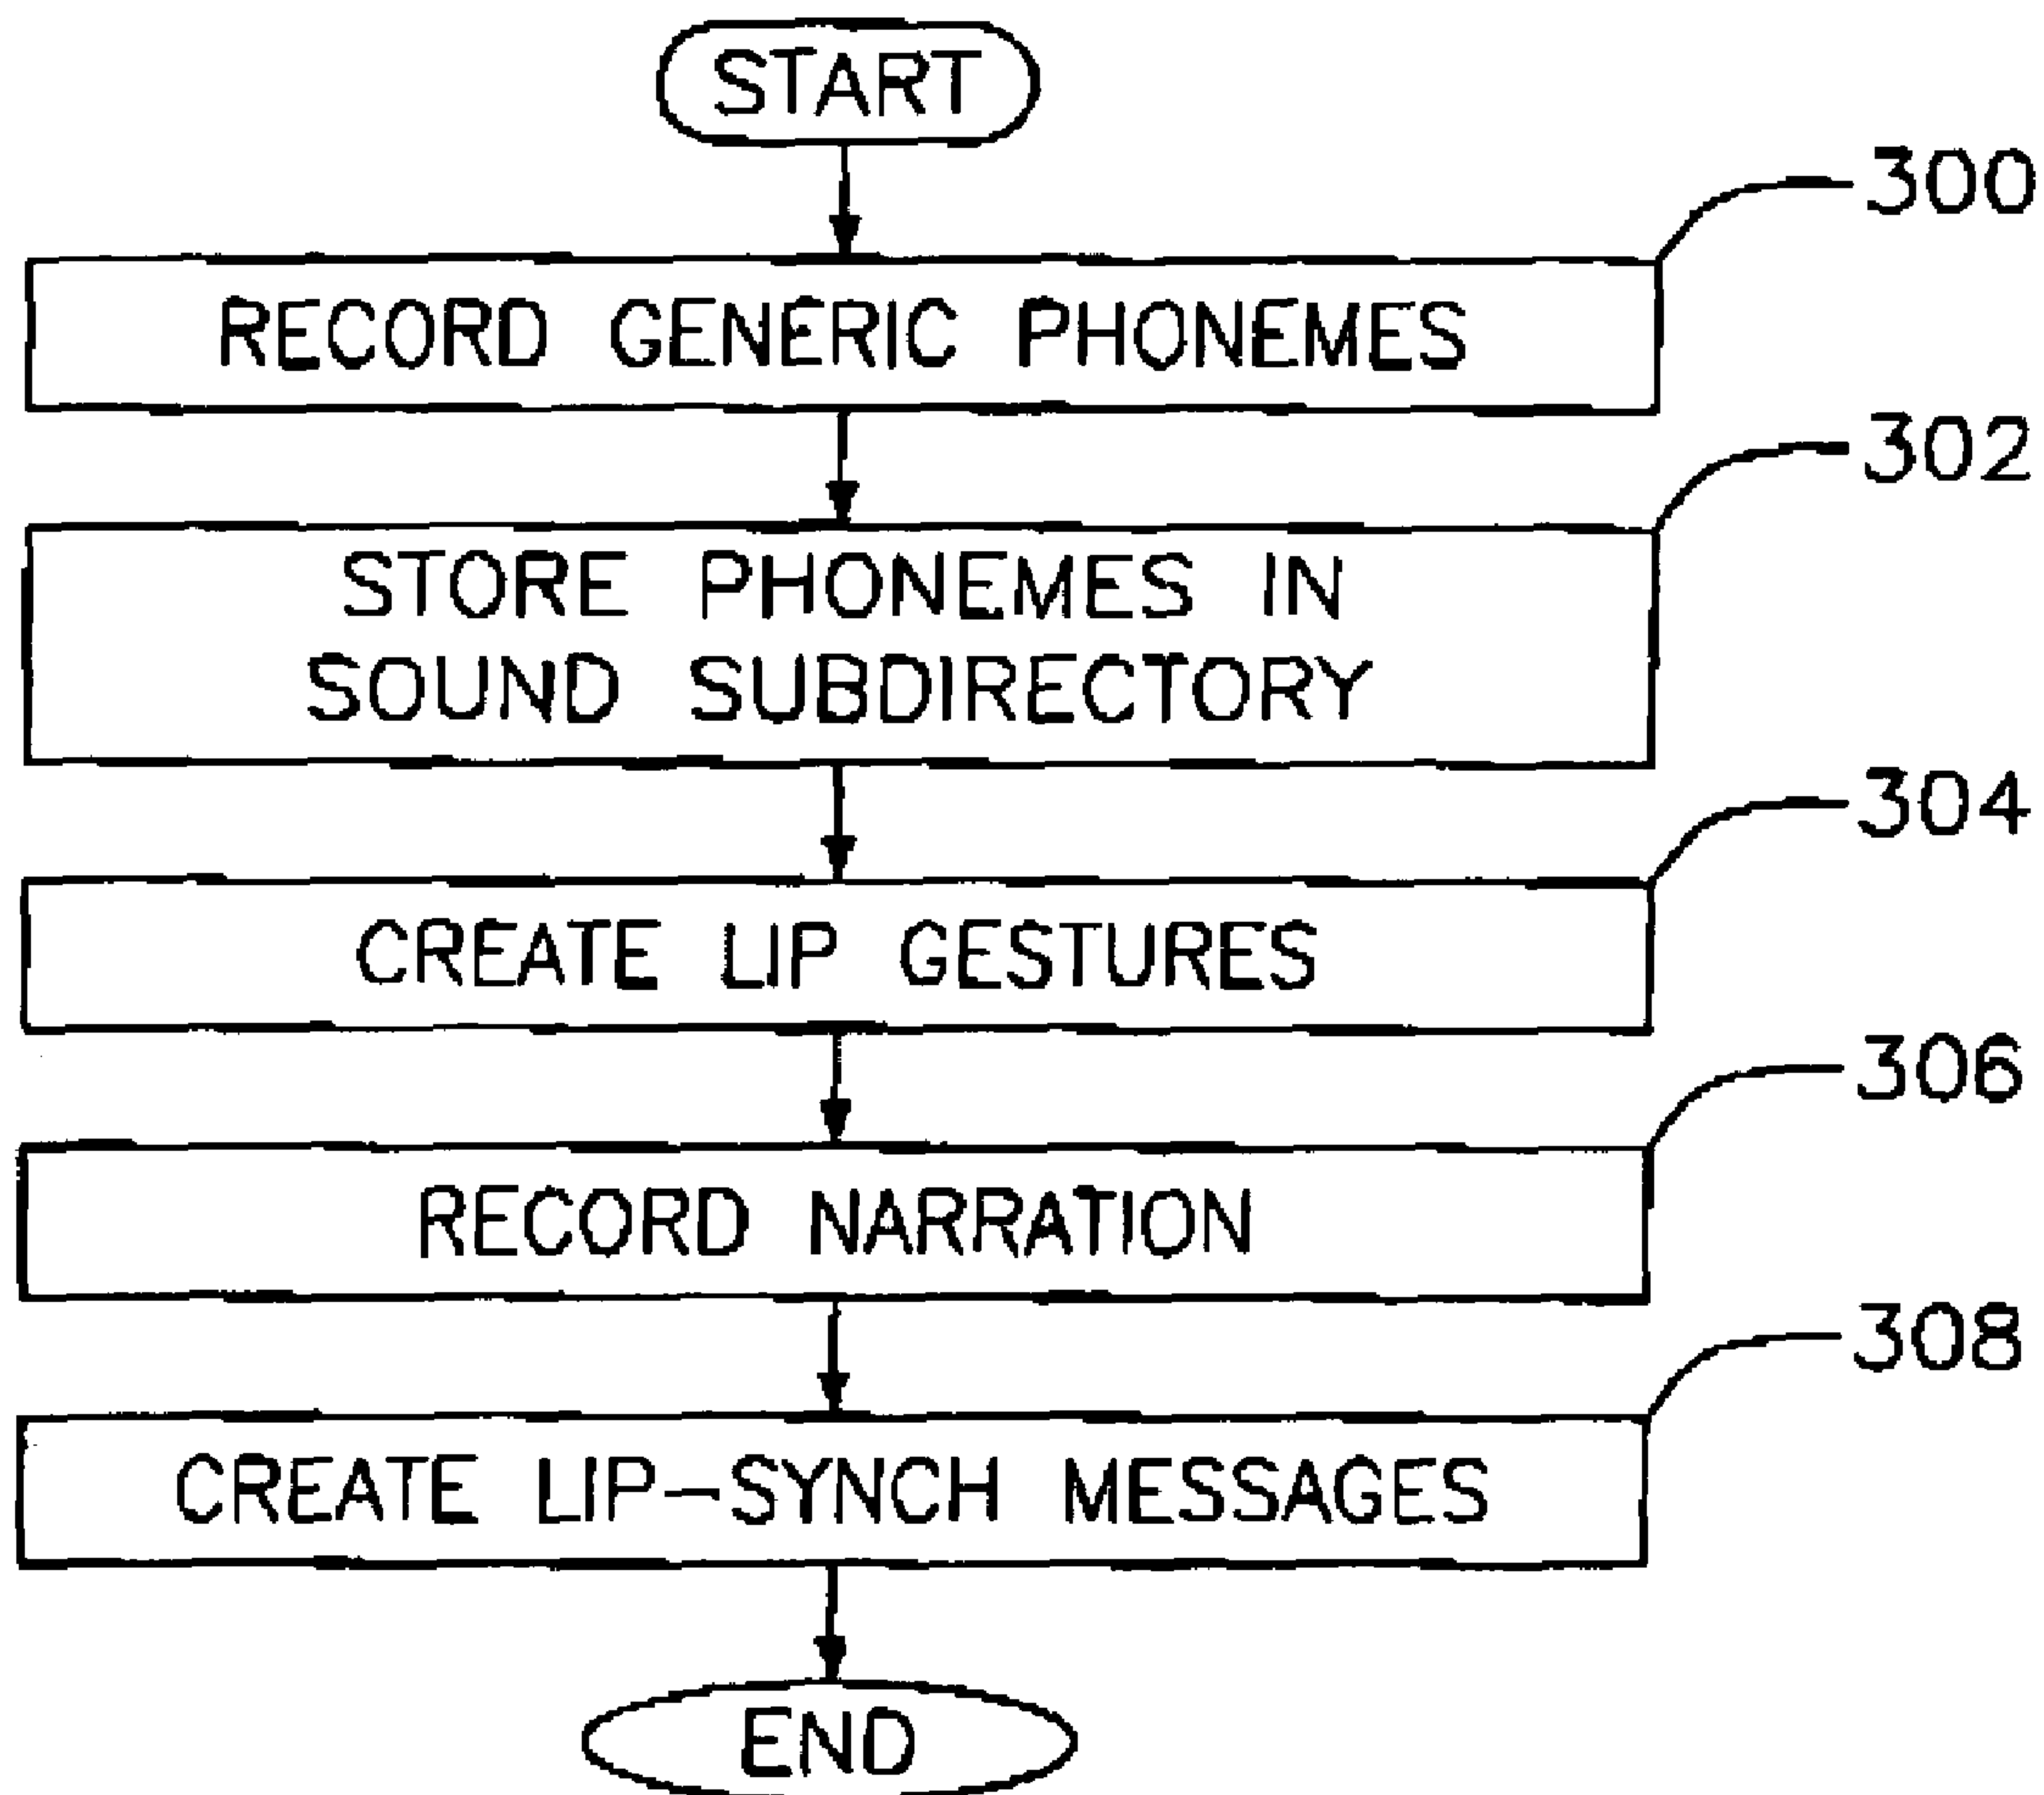 START
300
RECORD GENERIC PHONEMES
302
STORE PHONEMES IN
SOUND SUBDIRECTORY
304
CREATE LIP GESTURES
306
RECORD NARRATION
308
CREATE LIP-SYNCH MESSAGES
END